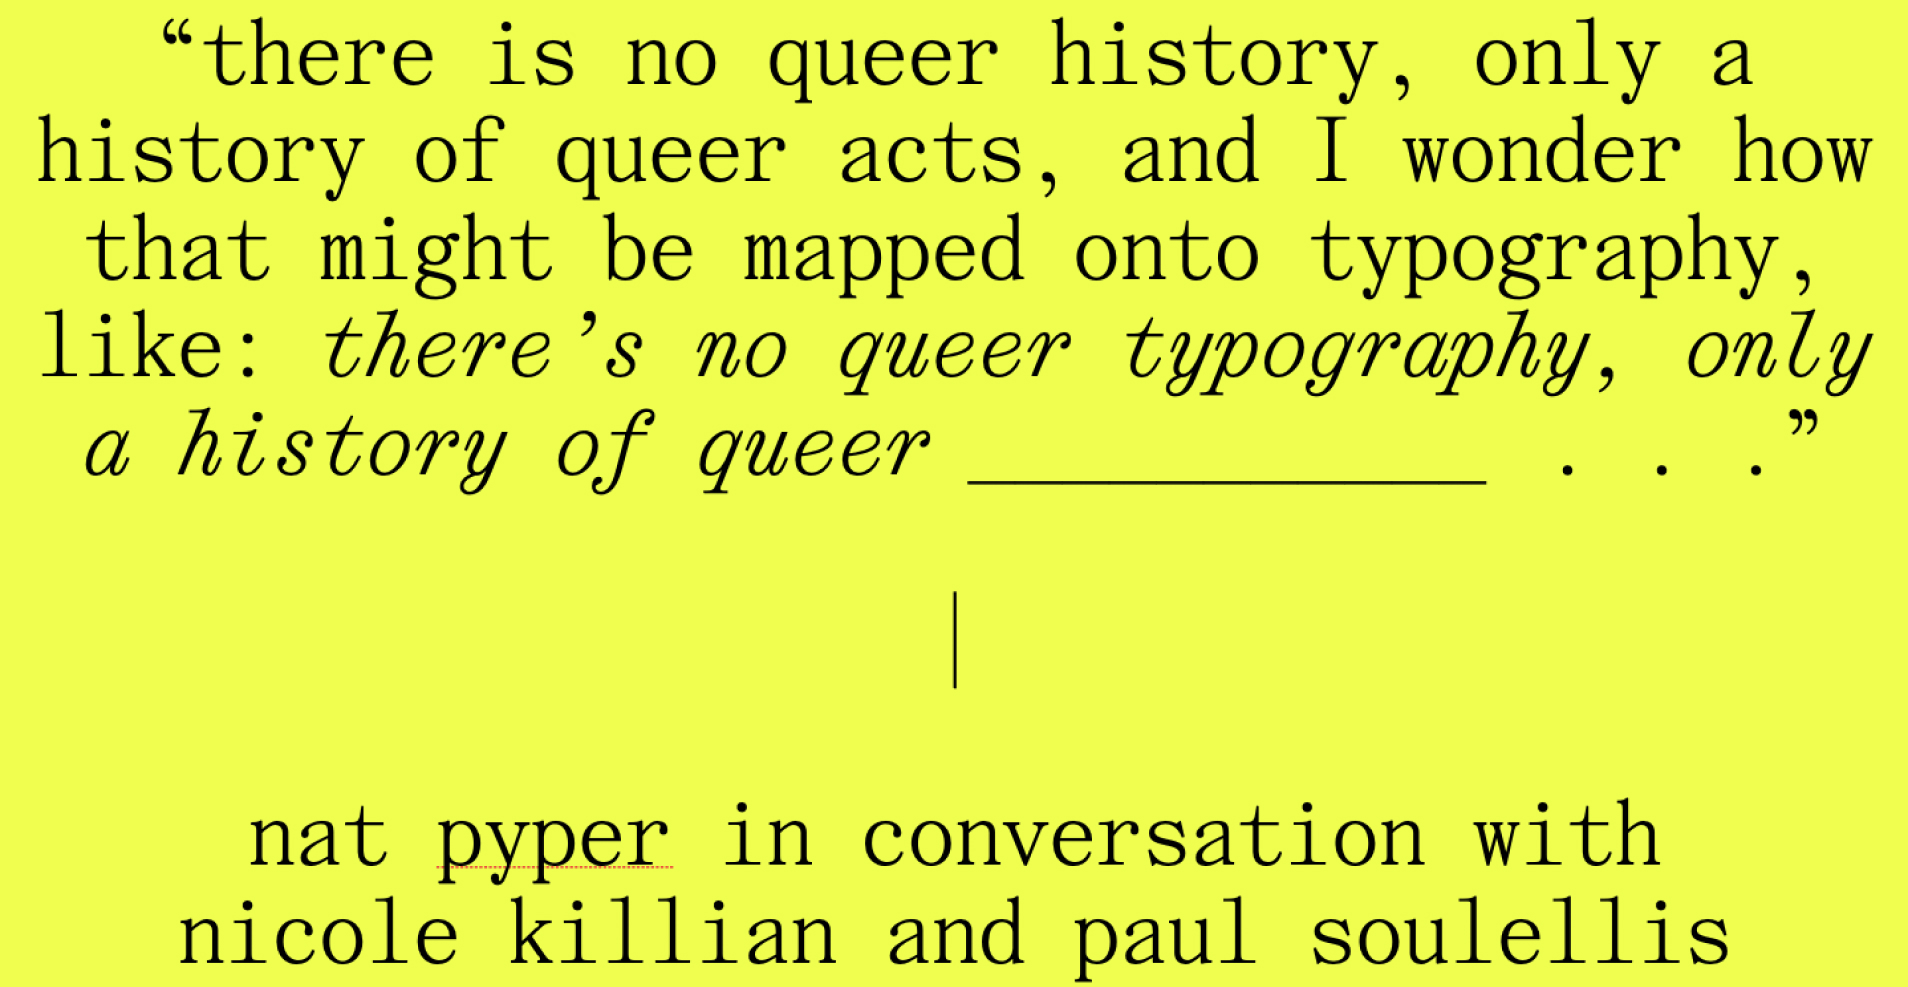 “there is no queer history, only a
history of queer acts, and I wonder how
that might be mapped onto typography,
like: there’s no queer typography, only
a history of queer ___________ . . .”
nat pyper in conversation with
nicole killian and paul soulellis